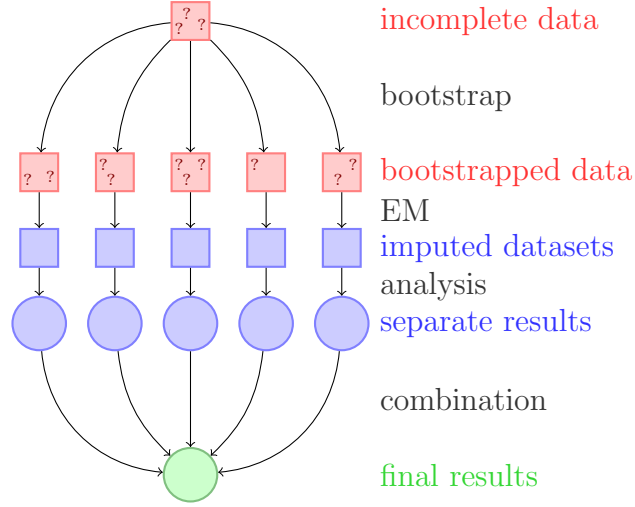 ? ? ?
incomplete data
bootstrap
? ? ? ? ? ? ? ? ? ?
bootstrapped data
EM
imputed datasets
analysis
separate results
combination
final results